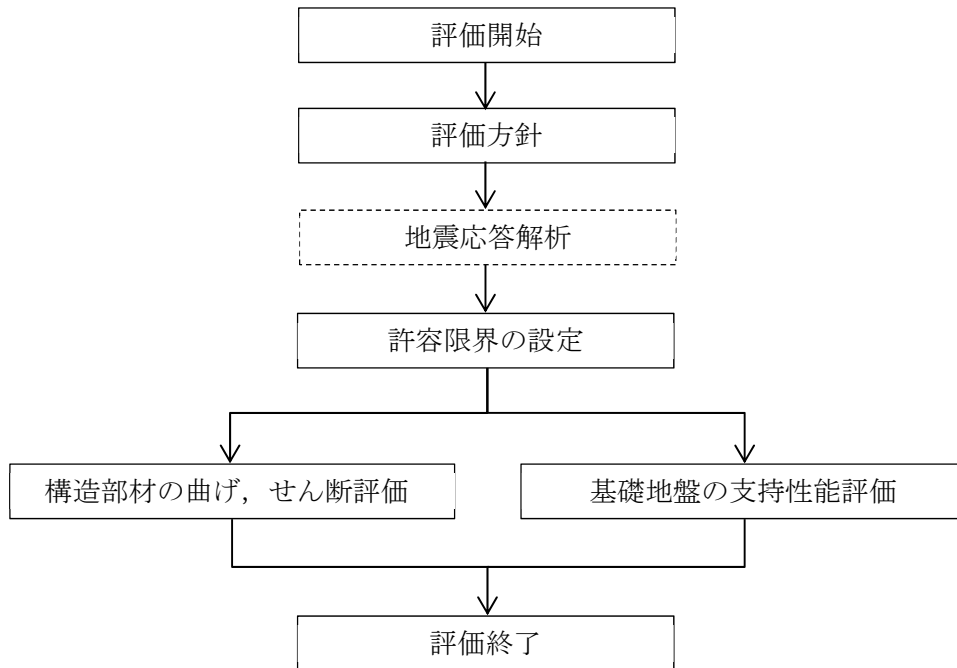 評価開始
評価方針
地震応答解析
許容限界の設定
構造部材の曲げ，せん断評価
基礎地盤の支持性能評価
評価終了